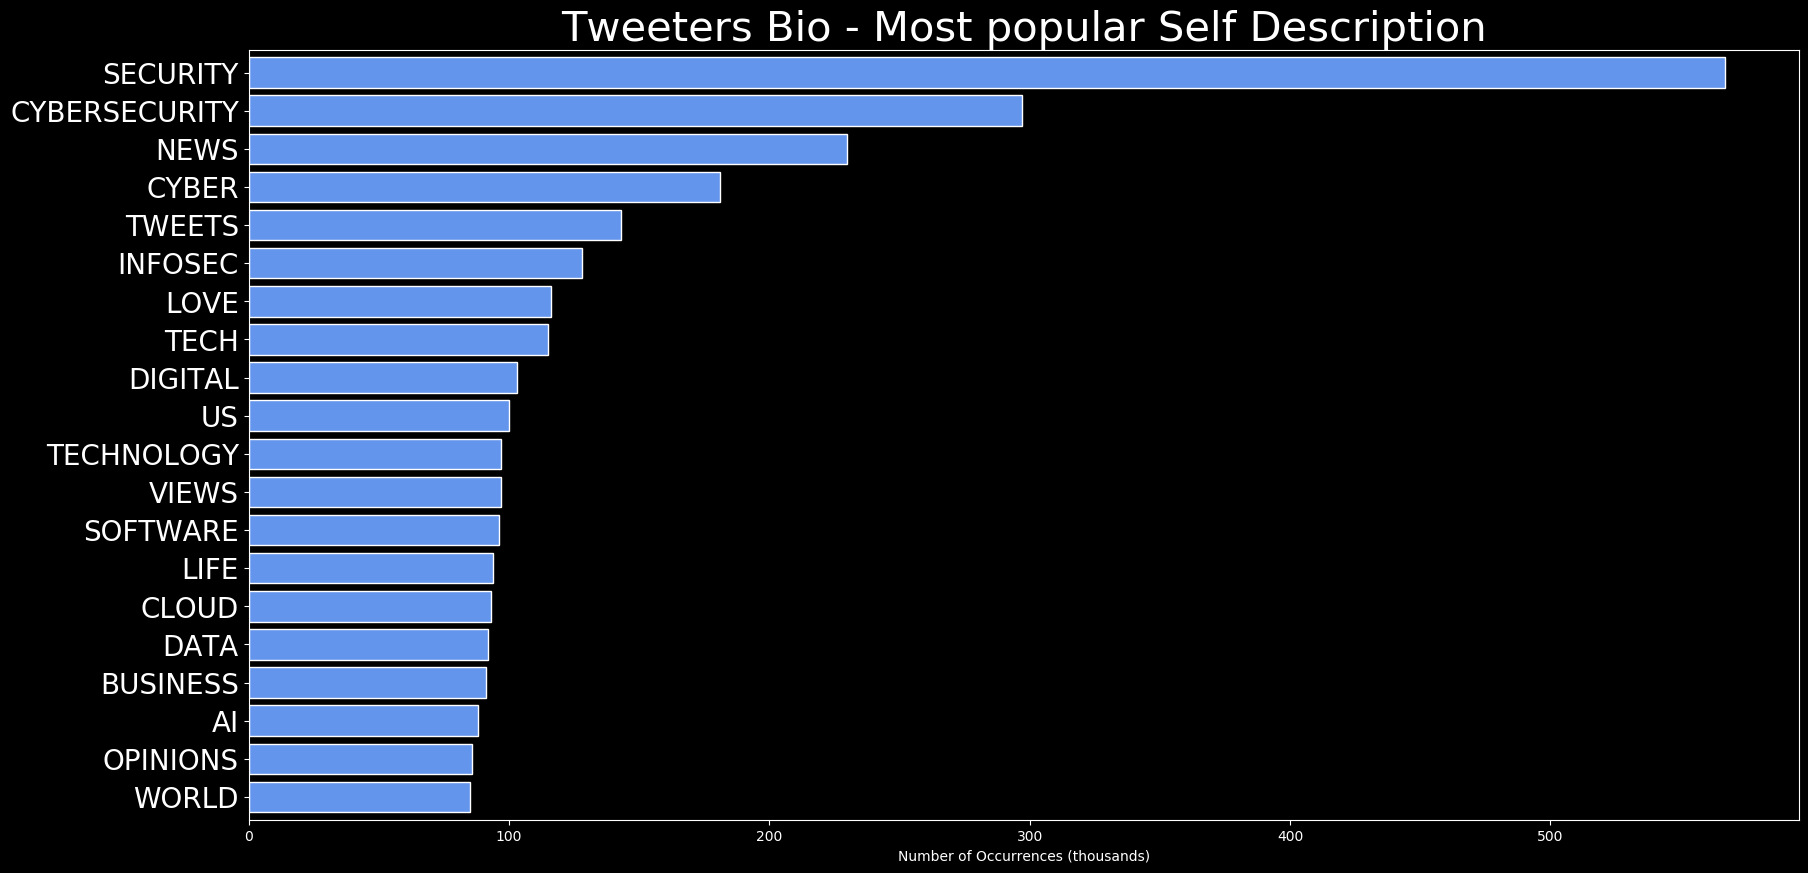 Tweeters Bio - Most popular Self Description
SECURITY
CYBERSECURITY
NEWS
CYBER
TWEETS
INFOSEC
LOVE
TECH
DIGITAL
US
TECHNOLOGY
VIEWS
SOFTWARE
LIFE
CLOUD
DATA
BUSINESS
AI
OPINIONS
WORLD
0 100 200 300 400 500
Number of Occurrences (thousands)